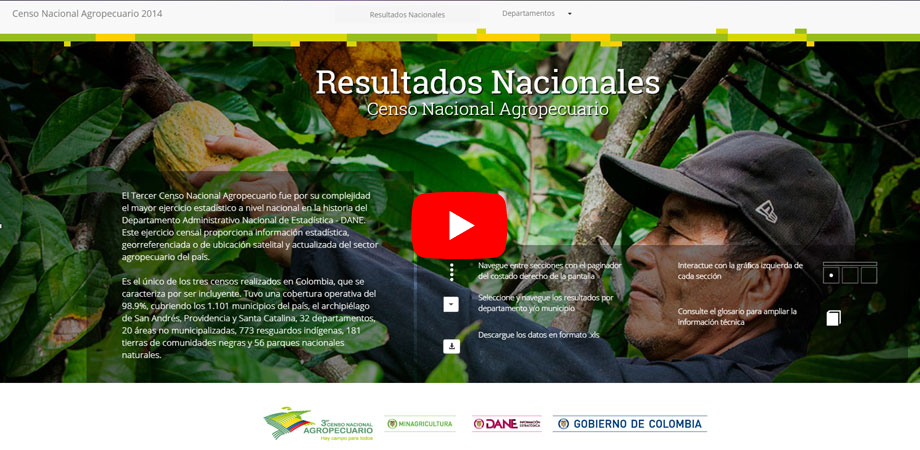 Censo Nacional Agropecuario 2014
Resultados Nacionales
Departamentos
Resultados Nacionales
Censo Nacional Agropecuario
El Tercer Censo Nacional Agropecuario fue por su complejidad
el mayor ejercicio estadístico a nivel nacional en la historia del
Departamento Administrativo Nacional de Estadística - DANE.
Este ejercicio censal proporciona información estadística,
georreferenciada o de ubicación satelital y actualizada del sector
agropecuario del país.
Es el único de los tres censos realizados en Colombia, que se
caracteriza por ser incluyente. Tuvo una cobertura operativa del
98.9%, cubriendo los 1.101 municipios del país, el archipiélago
de San Andrés, Providencia y Santa Catalina, 32 departamentos,
20 áreas no municipalizadas, 773 resguardos indígenas, 181
tierras de comunidades negras y 56 parques nacionales
naturales.
Navegue entre secciones con el paginador
del costado derecho de la pantalla
Seleccione y navegue los resultados por
departamento y/o municipio
Descargue los datos en formato .xls
Interactue con la gráfica izquierda de
cada sección
Consulte el glosario para ampliar la
información técnica
3er CENSO NACIONAL
AGROPECUARIO
Hay campo para todos
MINAGRICULTURA
DANE INFORMACIÓN
ESTRATÉGICA
GOBIERNO DE COLOMBIA